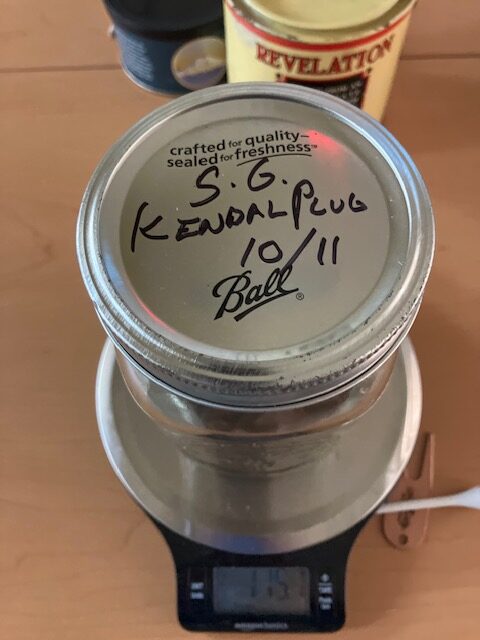 REVELATION
crafted for quality–
sealed for freshness™
S. G.
KENDAL PLUG
10/11
Ball®
amazonbasics